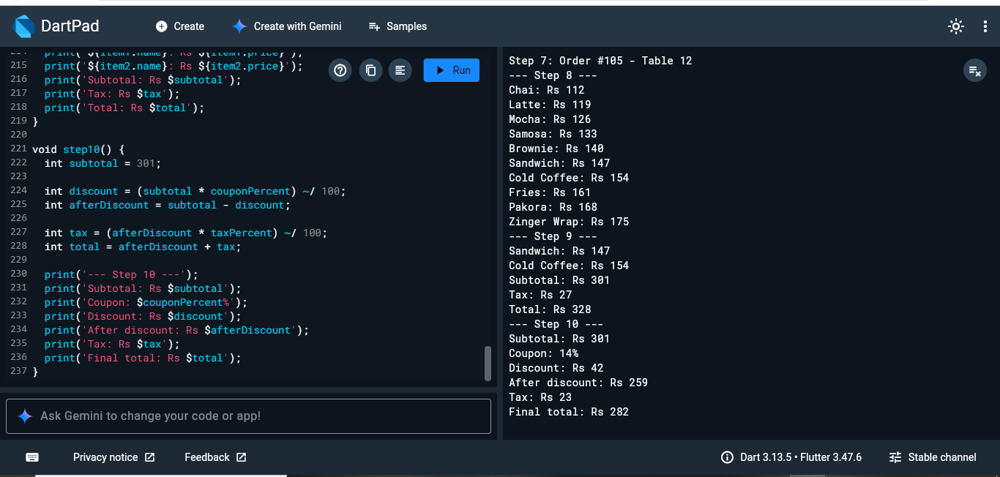 DartPad
Create
Create with Gemini
Samples
214 print('${item1.name}: Rs ${item1.price}');
215 print('${item2.name}: Rs ${item2.price}');
216 print('Subtotal: Rs $subtotal');
217 print('Tax: Rs $tax');
218 print('Total: Rs $total');
219 }
220
221 void step10() {
222 int subtotal = 301;
223
224 int discount = (subtotal * couponPercent) ~/ 100;
225 int afterDiscount = subtotal - discount;
226
227 int tax = (afterDiscount * taxPercent) ~/ 100;
228 int total = afterDiscount + tax;
229
230 print('--- Step 10 ---');
231 print('Subtotal: Rs $subtotal');
232 print('Coupon: $couponPercent%');
233 print('Discount: Rs $discount');
234 print('After discount: Rs $afterDiscount');
235 print('Tax: Rs $tax');
236 print('Final total: Rs $total');
237 }
Run
Ask Gemini to change your code or app!
Step 7: Order #105 - Table 12
--- Step 8 ---
Chai: Rs 112
Latte: Rs 119
Mocha: Rs 126
Samosa: Rs 133
Brownie: Rs 140
Sandwich: Rs 147
Cold Coffee: Rs 154
Fries: Rs 161
Pakora: Rs 168
Zinger Wrap: Rs 175
--- Step 9 ---
Sandwich: Rs 147
Cold Coffee: Rs 154
Subtotal: Rs 301
Tax: Rs 27
Total: Rs 328
--- Step 10 ---
Subtotal: Rs 301
Coupon: 14%
Discount: Rs 42
After discount: Rs 259
Tax: Rs 23
Final total: Rs 282
Privacy notice
Feedback
Dart 3.13.5 • Flutter 3.47.6
Stable channel